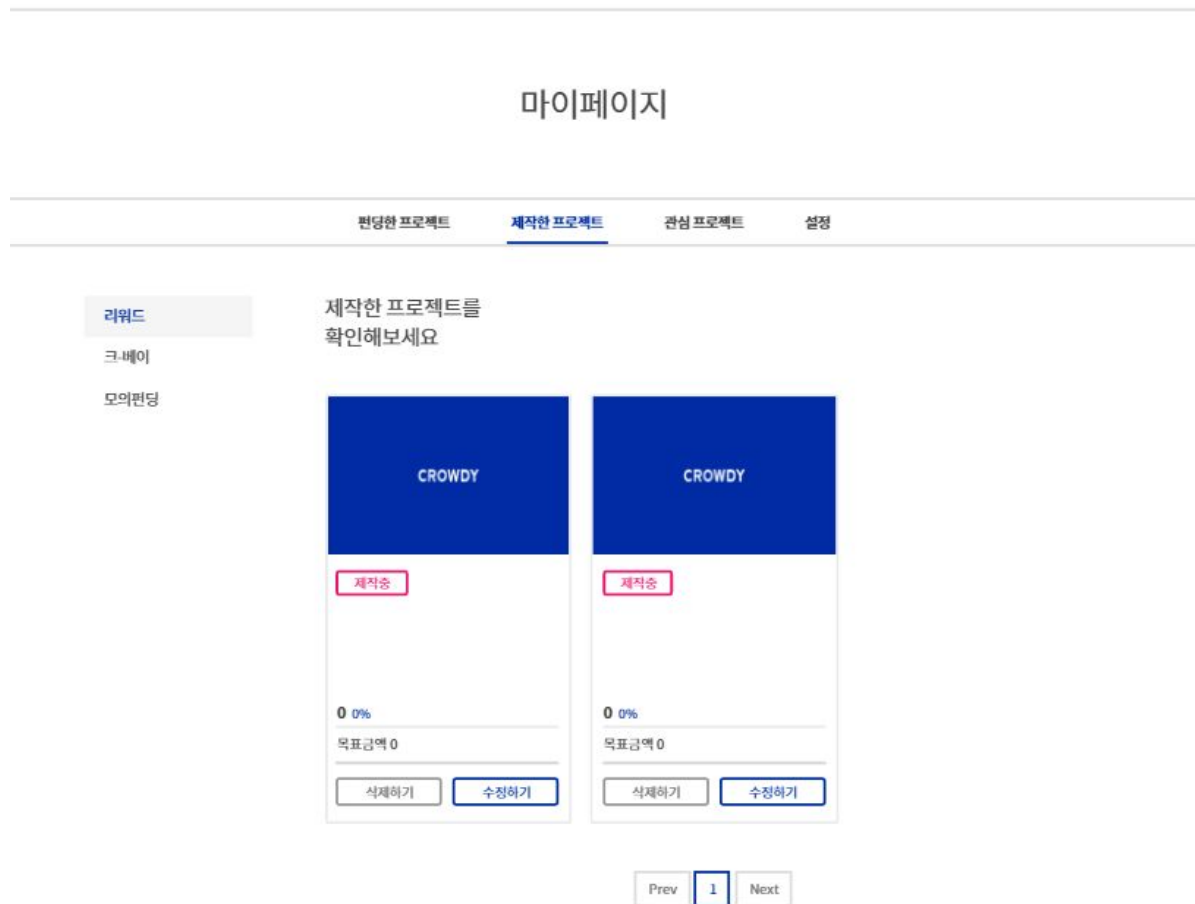 마이페이지
펀딩한 프로젝트 제작한 프로젝트 관심 프로젝트 설정
리워드
크-베이
모의펀딩
제작한 프로젝트를
확인해보세요
CROWDY CROWDY
제작중 제작중
0 0% 0 0%
목표금액 0 목표금액 0
삭제하기 수정하기 삭제하기 수정하기
Prev 1 Next